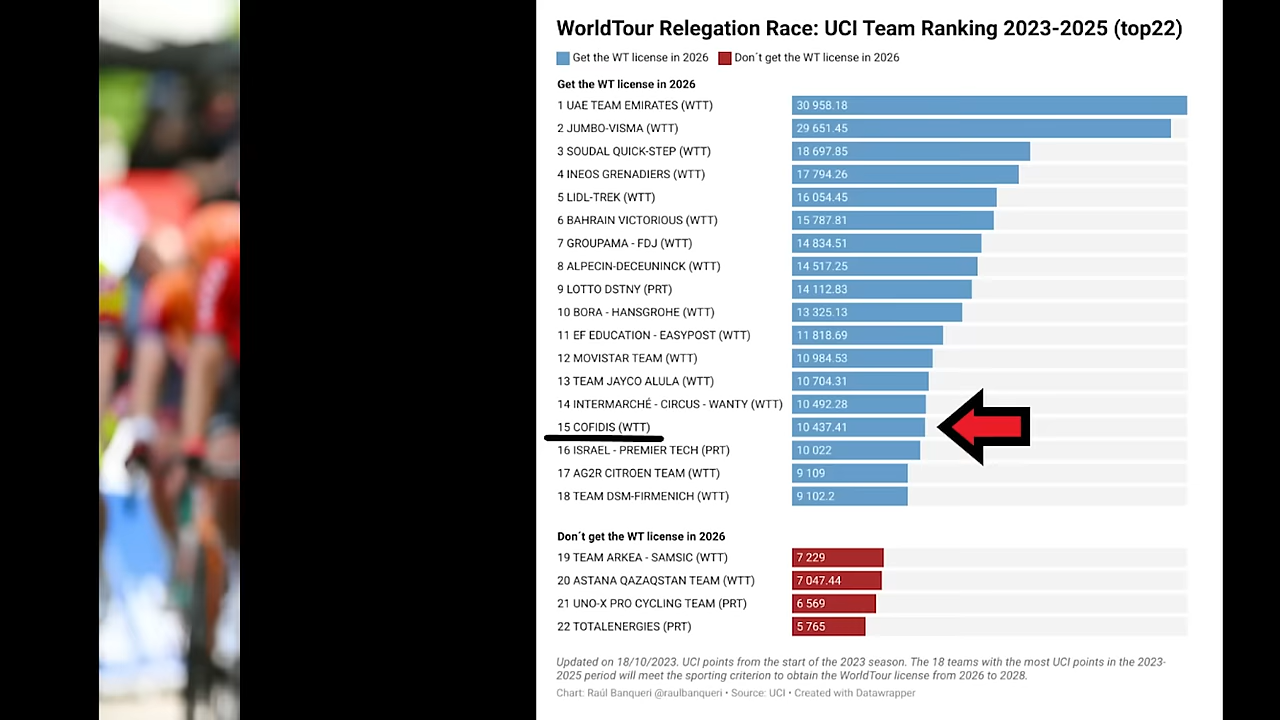 WorldTour Relegation Race: UCI Team Ranking 2023-2025 (top22)
Get the WT license in 2026 Don´t get the WT license in 2026
Get the WT license in 2026
1 UAE TEAM EMIRATES (WTT) 30 958.18
2 JUMBO-VISMA (WTT) 29 651.45
3 SOUDAL QUICK-STEP (WTT) 18 697.85
4 INEOS GRENADIERS (WTT) 17 794.26
5 LIDL-TREK (WTT) 16 054.45
6 BAHRAIN VICTORIOUS (WTT) 15 787.81
7 GROUPAMA - FDJ (WTT) 14 834.51
8 ALPECIN-DECEUNINCK (WTT) 14 517.25
9 LOTTO DSTNY (PRT) 14 112.83
10 BORA - HANSGROHE (WTT) 13 325.13
11 EF EDUCATION - EASYPOST (WTT) 11 818.69
12 MOVISTAR TEAM (WTT) 10 984.53
13 TEAM JAYCO ALULA (WTT) 10 704.31
14 INTERMARCHÉ - CIRCUS - WANTY (WTT) 10 492.28
15 COFIDIS (WTT) 10 437.41
16 ISRAEL - PREMIER TECH (PRT) 10 022
17 AG2R CITROEN TEAM (WTT) 9 109
18 TEAM DSM-FIRMENICH (WTT) 9 102.2
Don´t get the WT license in 2026
19 TEAM ARKEA - SAMSIC (WTT) 7 229
20 ASTANA QAZAQSTAN TEAM (WTT) 7 047.44
21 UNO-X PRO CYCLING TEAM (PRT) 6 569
22 TOTALENERGIES (PRT) 5 765
Updated on 18/10/2023. UCI points from the start of the 2023 season. The 18 teams with the most UCI points in the 2023-
2025 period will meet the sporting criterion to obtain the WorldTour license from 2026 to 2028.
Chart: Raúl Banqueri @raulbanqueri • Source: UCI • Created with Datawrapper